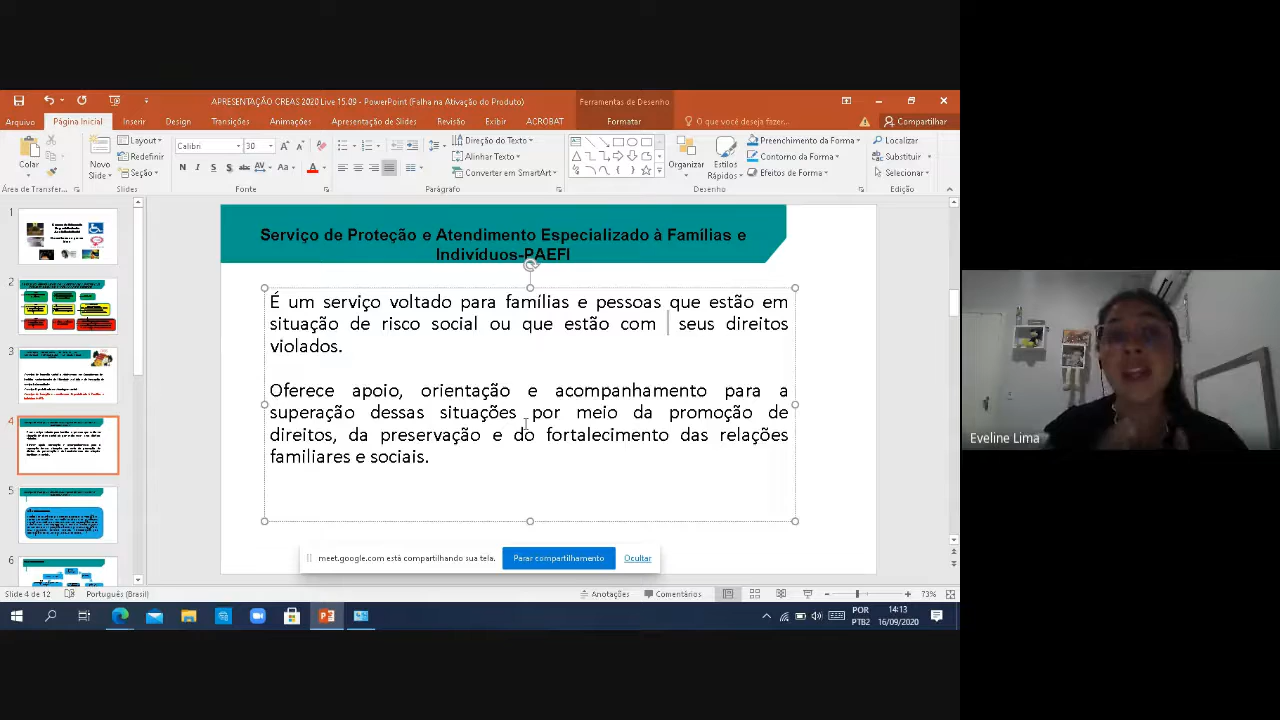 APRESENTAÇÃO CREAS 2020 Live 15.09 - PowerPoint (Falha na Ativação do Produto)
Ferramentas de Desenho
Arquivo Página Inicial Inserir Design Transições Animações Apresentação de Slides Revisão Exibir ACROBAT Formatar O que você deseja fazer... Compartilhar
Colar
Novo Slide
Layout
Redefinir
Seção
Calibri 30
Direção do Texto
Alinhar Texto
Converter em SmartArt
Organizar
Estilos Rápidos
Preenchimento da Forma
Contorno da Forma
Efeitos de Forma
Localizar
Substituir
Selecionar
Área de Transfer... Slides Fonte Parágrafo Desenho Edição
1
2
3
4
5
6
Serviço de Proteção e Atendimento Especializado à Famílias e
Indivíduos-PAEFI
É um serviço voltado para famílias e pessoas que estão em
situação de risco social ou que estão com seus direitos
violados.
Oferece apoio, orientação e acompanhamento para a
superação dessas situações por meio da promoção de
direitos, da preservação e do fortalecimento das relações
familiares e sociais.
meet.google.com está compartilhando sua tela. Parar compartilhamento Ocultar
Slide 4 de 12 Português (Brasil) Anotações Comentários 73%
POR
PTB2
14:13
16/09/2020
Eveline Lima